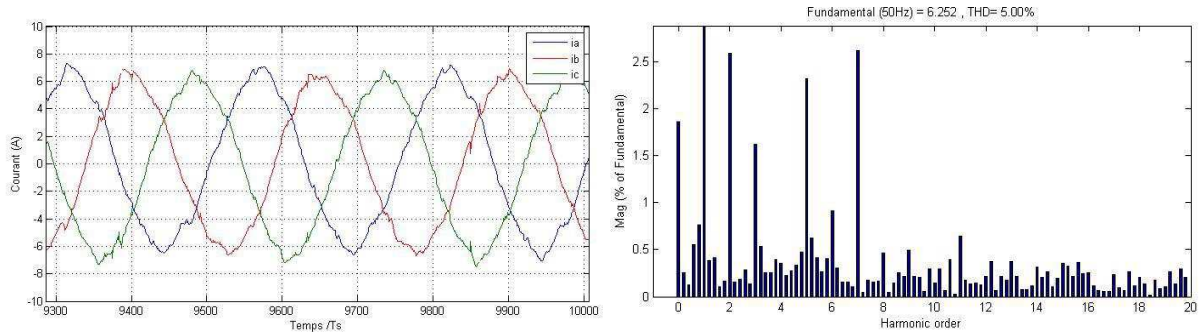 10
8
6
4
2
0
-2
-4
-6
-8
-10
Courant (A)
ia
ib
ic
9300 9400 9500 9600 9700 9800 9900 10000
Temps /Ts
Fundamental (50Hz) = 6.252 , THD= 5.00%
2.5
2
1.5
1
0.5
0
Mag (% of Fundamental)
0 2 4 6 8 10 12 14 16 18 20
Harmonic order